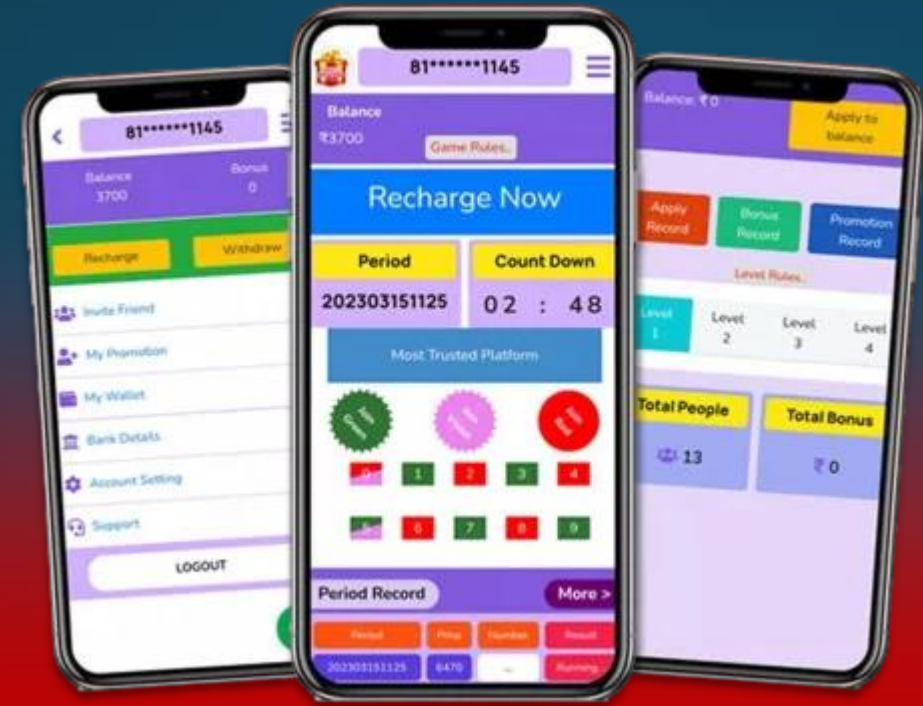 81******1145
Balance
3700
Bonus
0
Recharge
Withdraw
Invite Friend
My Promotion
My Wallet
Bank Details
Account Setting
Support
LOGOUT
81******1145
Balance
₹3700
Game Rules..
Recharge Now
Period
Count Down
202303151125
02 : 48
Most Trusted Platform
0 1 2 3 4
5 6 7 8 9
Period Record
More >
Period Price Number Result
202303151125 6470 ... Running...
Balance: ₹ 0
Apply to
balance
Apply
Record
Bonus
Record
Promotion
Record
Level Rules..
Level
1
Level
2
Level
3
Level
4
Total People
Total Bonus
13
₹ 0